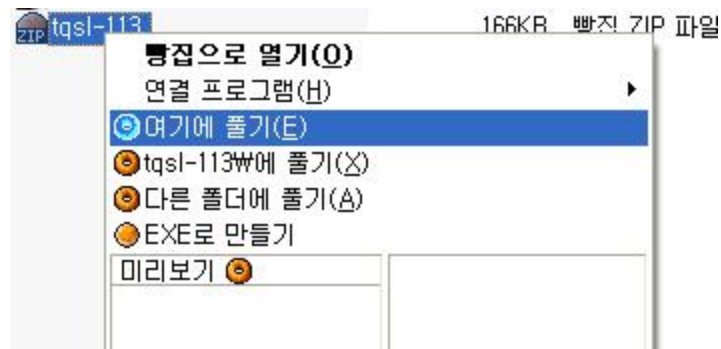 ZIP tqsl-113 166KB 빵집 ZIP 파일
빵집으로 열기(O)
연결 프로그램(H)
여기에 풀기(E)
tqsl-113₩에 풀기(X)
다른 폴더에 풀기(A)
EXE로 만들기
미리보기